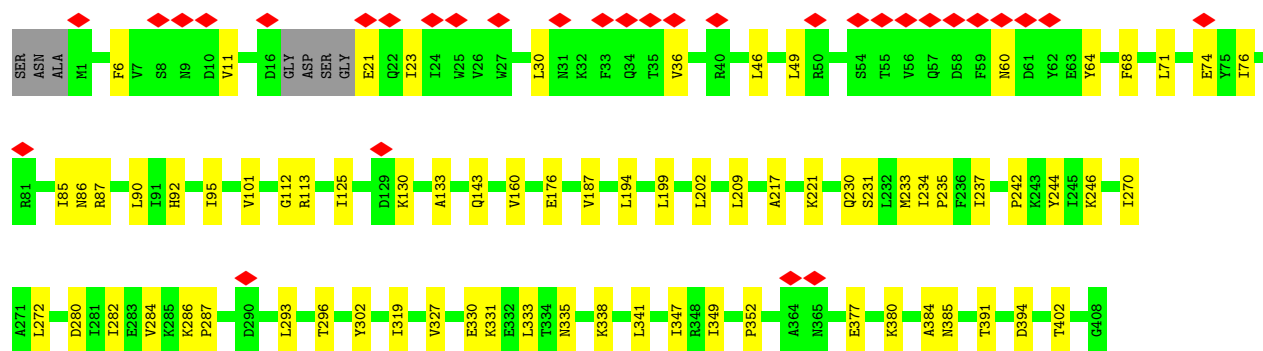 SER ASN ALA M1 F6 V7 S8 N9 D10 V11 D16 GLY ASP SER GLY E21 Q22 I23 I24 W25 V26 W27 L30 N31 K32 F33 Q34 T35 V36 R40 L46 L49 R50 S54 T55 V56 Q57 D58 F59 N60 D61 Y62 E63 Y64 F68 L71 E74 Y75 I76
R81 I85 N86 R87 L90 I91 H92 I95 V101 G112 R113 I125 D129 K130 A133 Q143 V160 E176 V187 L194 L199 L202 L209 A217 K221 Q230 S231 L232 M233 I234 P235 F236 I237 P242 K243 Y244 I245 K246 I270
A271 L272 D280 I281 I282 E283 V284 K285 K286 P287 D290 L293 T296 Y302 I319 V327 E330 K331 E332 L333 T334 N335 K338 L341 I347 R348 I349 P352 A364 N365 E377 K380 A384 N385 T391 D394 T402 G408